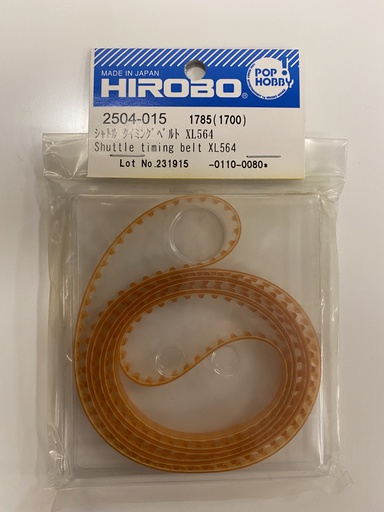 MADE IN JAPAN
HIROBO®
POP
HOBBY
2504-015 1785(1700)
シャトル タイミングベルト XL564
Shuttle timing belt XL564
Lot No.231915 -0110-0080*